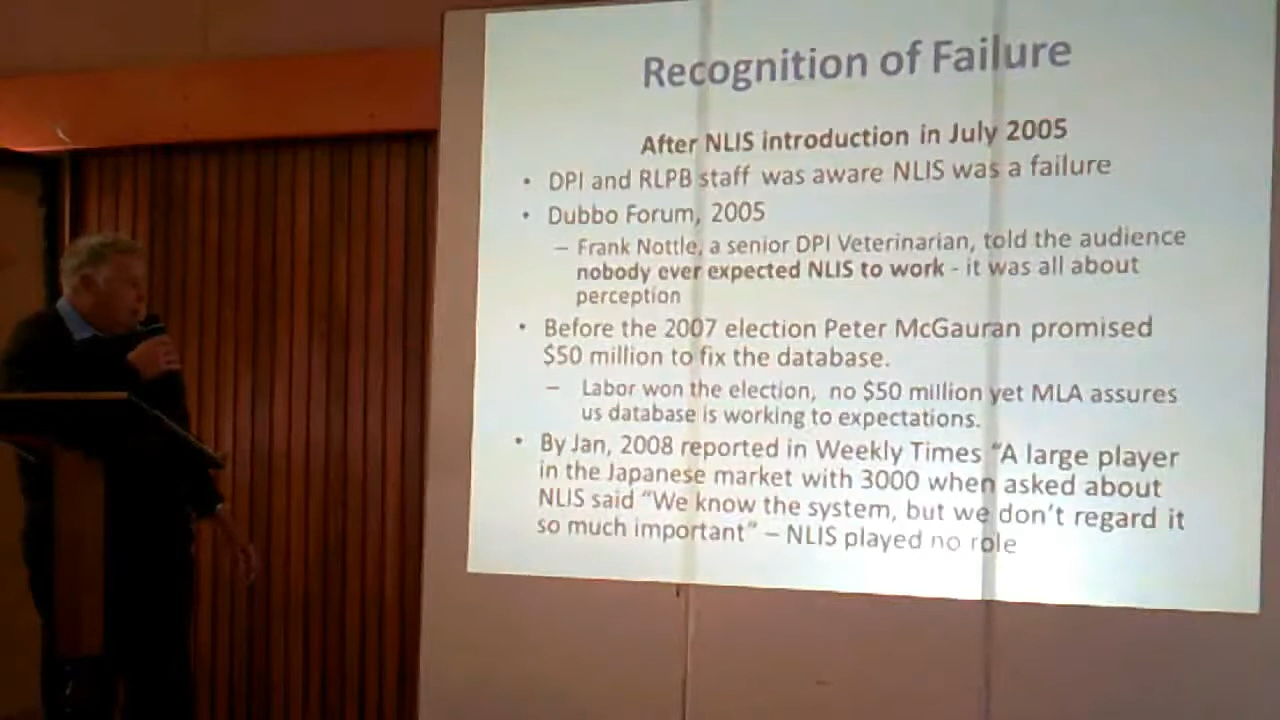 Recognition of Failure
After NLIS introduction in July 2005
• DPI and RLPB staff was aware NLIS was a failure
• Dubbo Forum, 2005
– Frank Nottle, a senior DPI Veterinarian, told the audience
nobody ever expected NLIS to work - it was all about
perception
• Before the 2007 election Peter McGauran promised
$50 million to fix the database.
– Labor won the election, no $50 million yet MLA assures
us database is working to expectations.
• By Jan, 2008 reported in Weekly Times “A large player
in the Japanese market with 3000 when asked about
NLIS said “We know the system, but we don’t regard it
so much important” – NLIS played no role